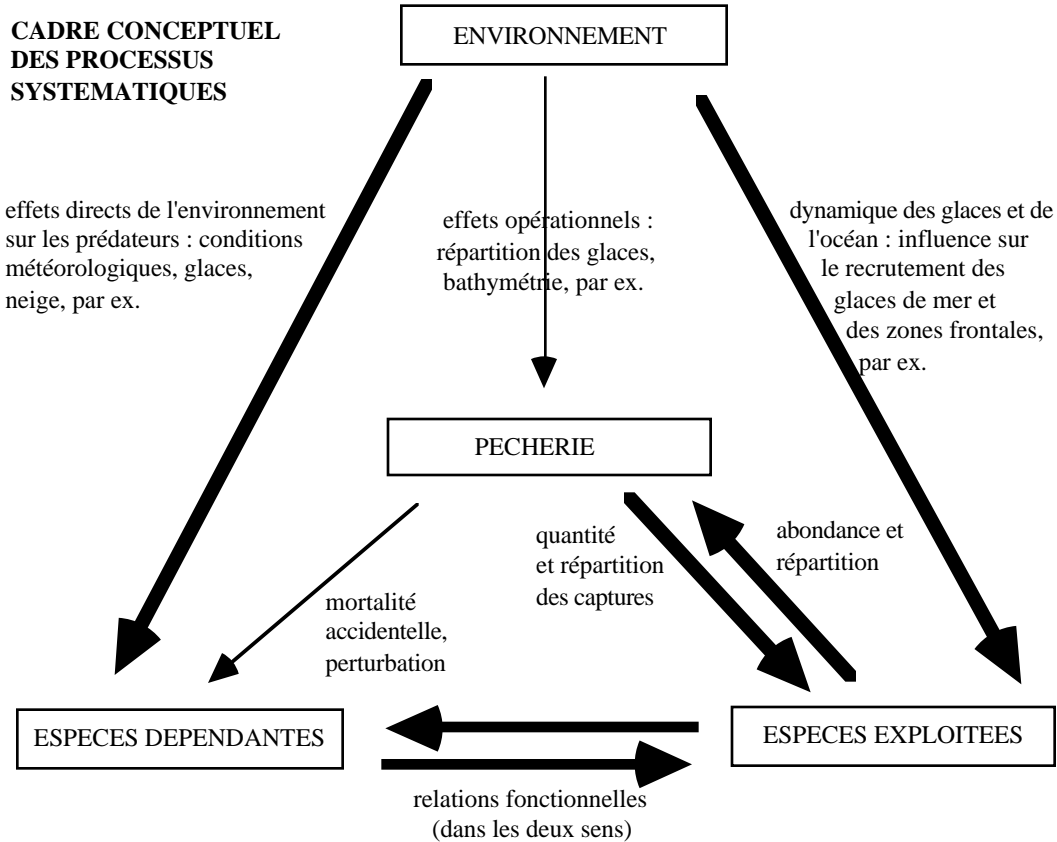 CADRE CONCEPTUEL
DES PROCESSUS
SYSTEMATIQUES
ENVIRONNEMENT
effets directs de l'environnement
sur les prédateurs : conditions
météorologiques, glaces,
neige, par ex.
effets opérationnels :
répartition des glaces,
bathymétrie, par ex.
dynamique des glaces et de
l'océan : influence sur
le recrutement des
glaces de mer et
des zones frontales,
par ex.
PECHERIE
quantité
et répartition
des captures
abondance et
répartition
mortalité
accidentelle,
perturbation
ESPECES DEPENDANTES
ESPECES EXPLOITEES
relations fonctionnelles
(dans les deux sens)